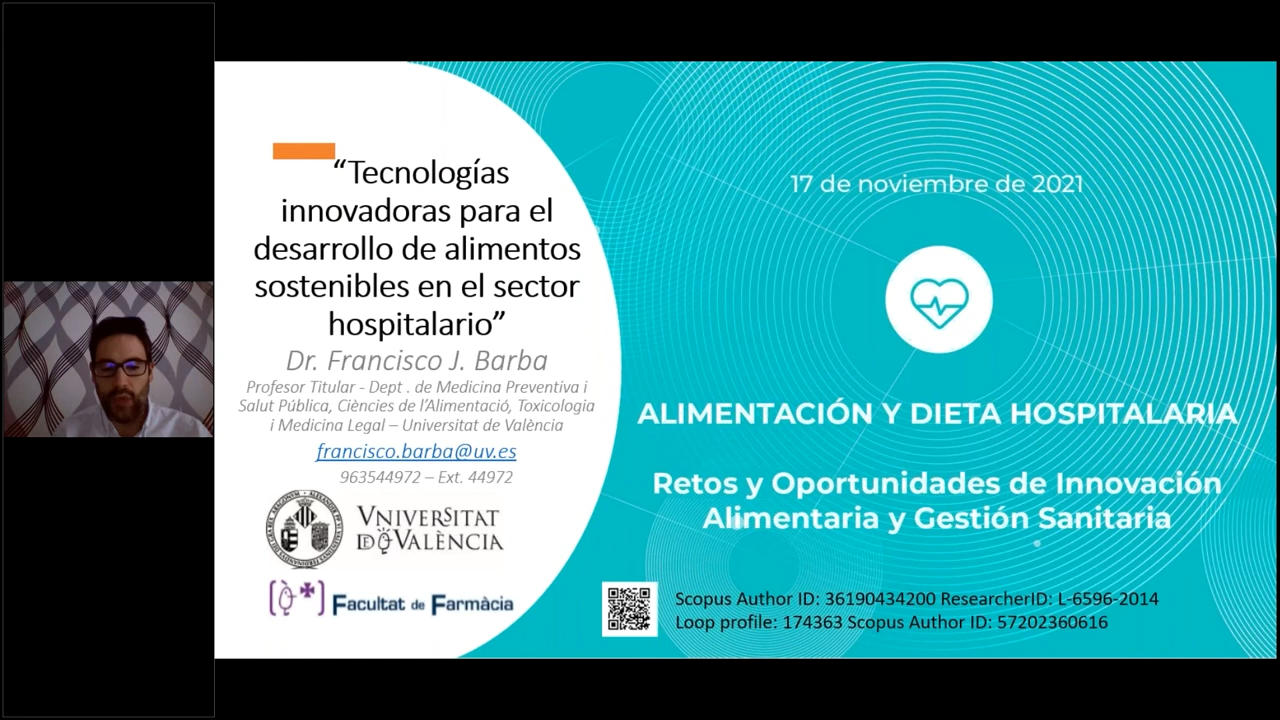 “Tecnologías
innovadoras para el
desarrollo de alimentos
sostenibles en el sector
hospitalario”
Dr. Francisco J. Barba
Profesor Titular - Dept . de Medicina Preventiva i
Salut Pública, Ciències de l’Alimentació, Toxicologia
i Medicina Legal – Universitat de València
francisco.barba@uv.es
963544972 – Ext. 44972
VNIVERSITAT
DE VALÈNCIA
Facultat de Farmàcia
17 de noviembre de 2021
ALIMENTACIÓN Y DIETA HOSPITALARIA
Retos y Oportunidades de Innovación
Alimentaria y Gestión Sanitaria
Scopus Author ID: 36190434200 ResearcherID: L-6596-2014
Loop profile: 174363 Scopus Author ID: 57202360616